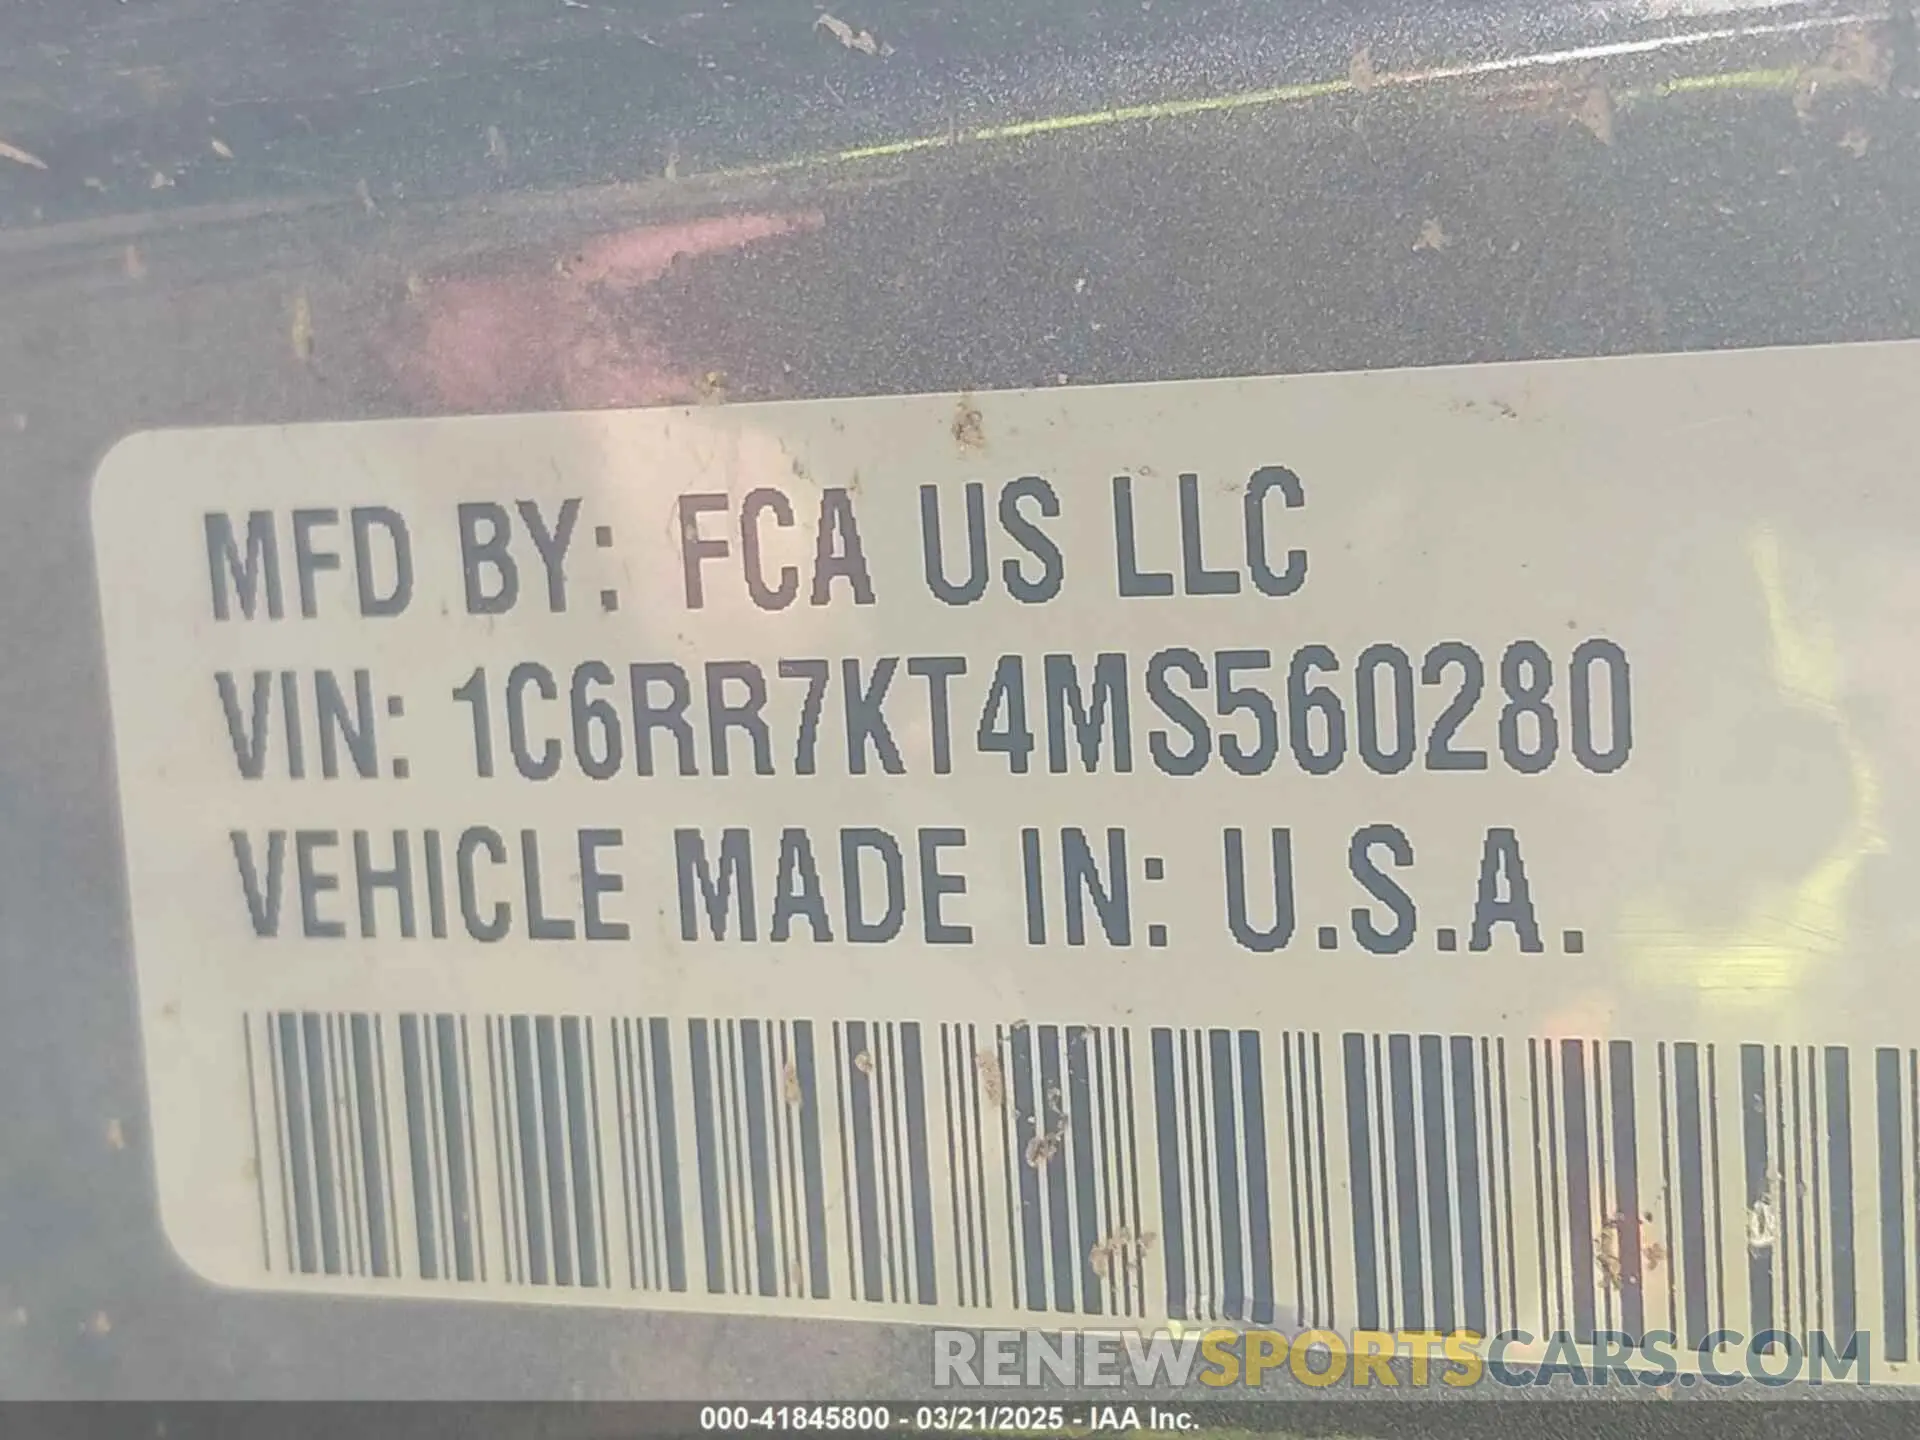 MFD BY: FCA US LLC
VIN: 1C6RR7KT4MS560280
VEHICLE MADE IN: U.S.A.
RENEWSPORTSCARS.COM
000-41845800 - 03/21/2025 - IAA Inc.